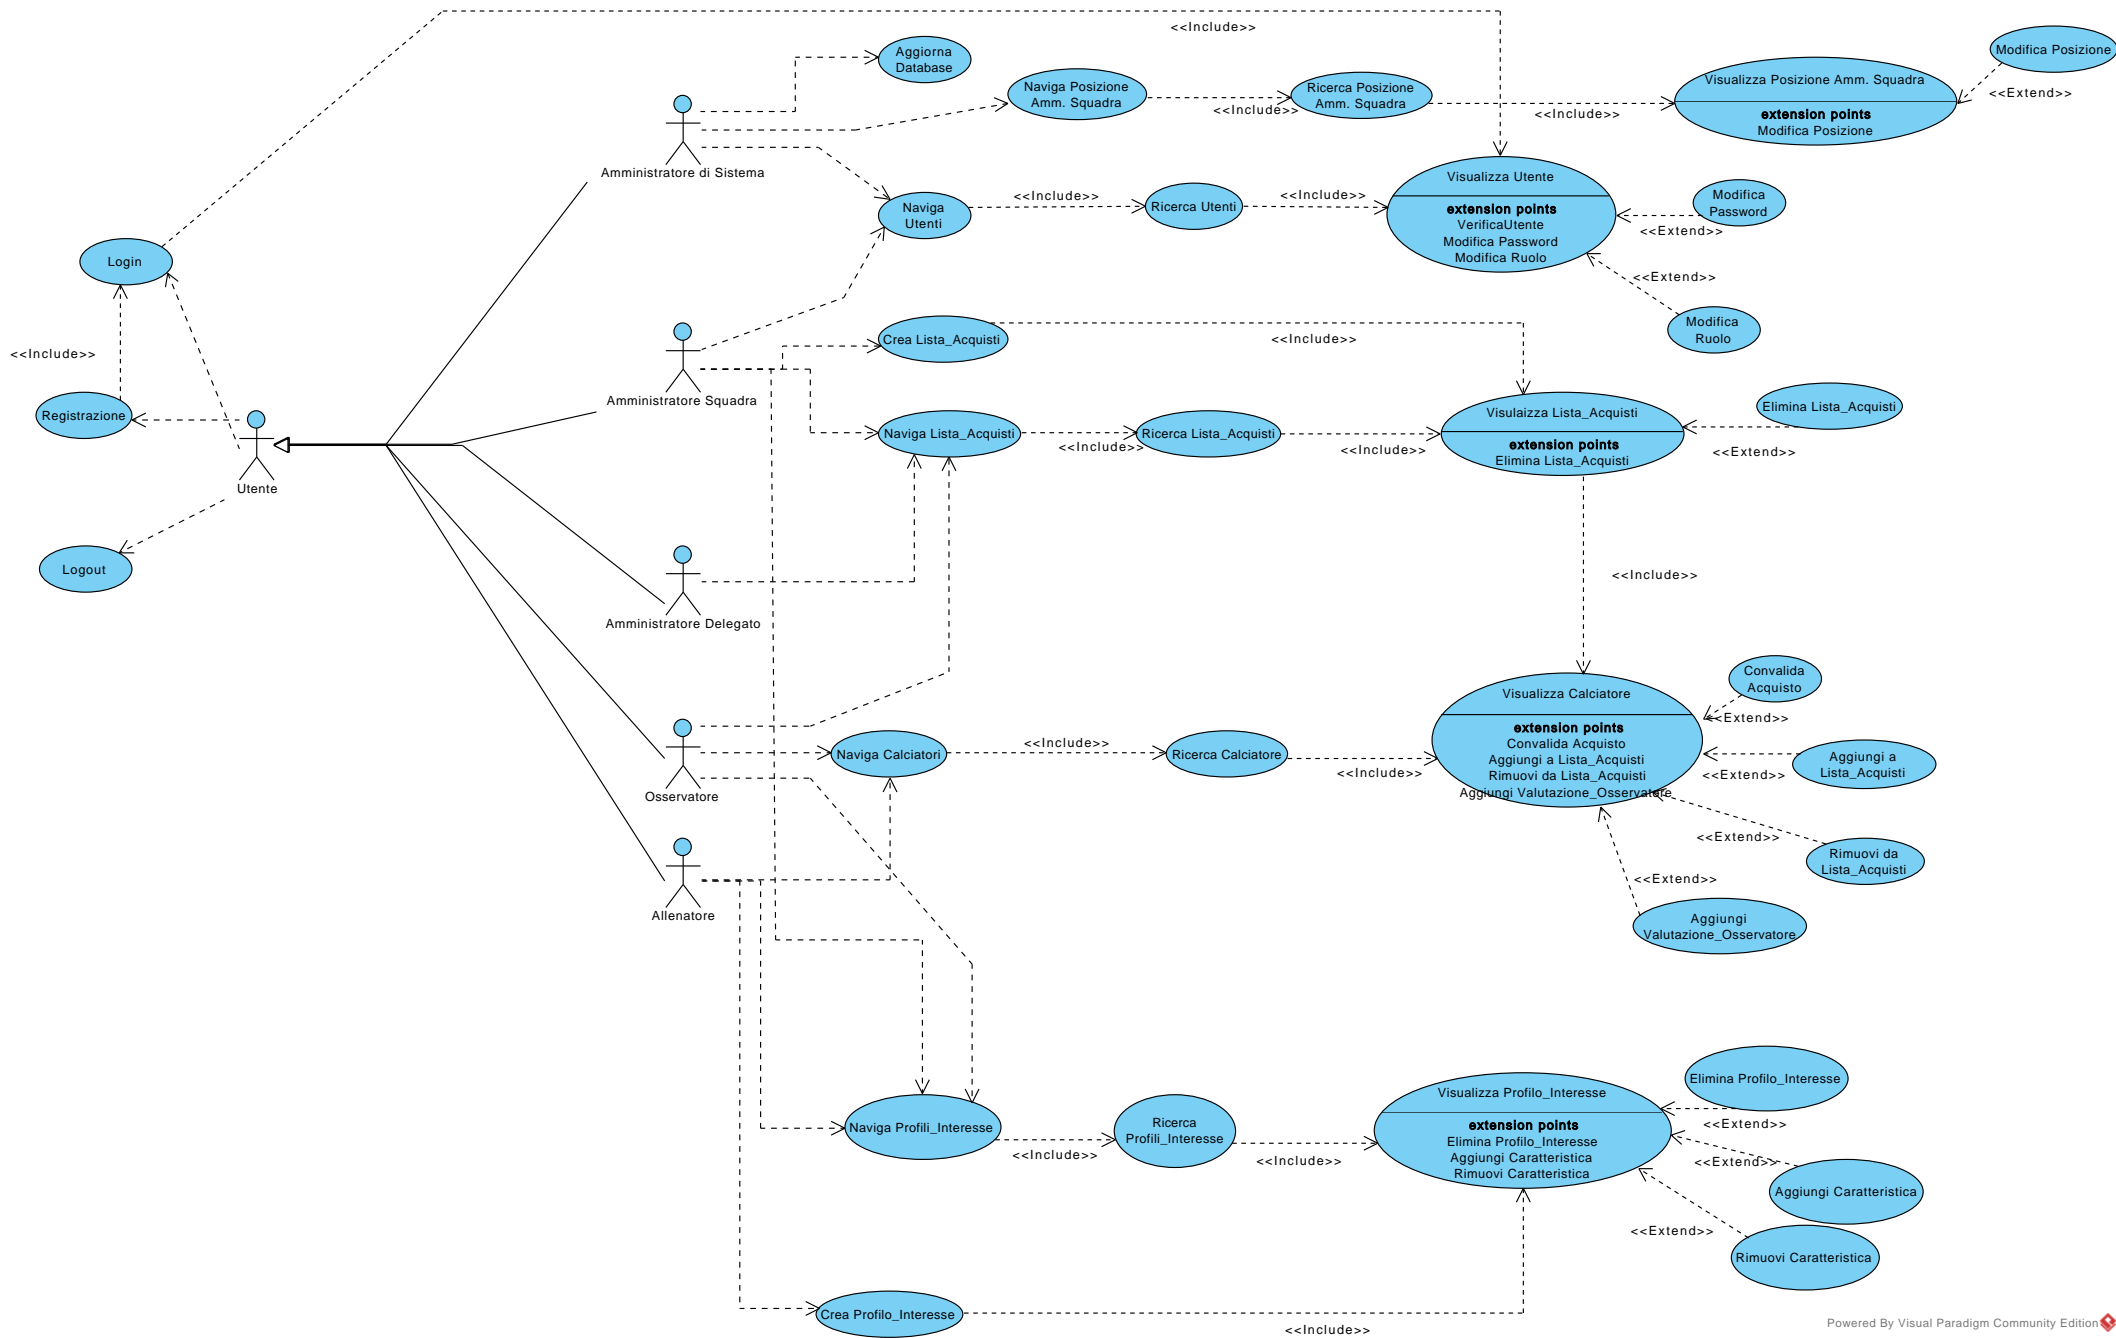 <<Include>>
Aggiorna
Database
Modifica Posizione
Naviga Posizione
Amm. Squadra
<<Include>>
Ricerca Posizione
Amm. Squadra
<<Include>>
Visualizza Posizione Amm. Squadra
extension points
Modifica Posizione
<<Extend>>
Amministratore di Sistema
Naviga
Utenti
<<Include>>
Ricerca Utenti
<<Include>>
Visualizza Utente
extension points
VerificaUtente
Modifica Password
Modifica Ruolo
Modifica
Password
<<Extend>>
<<Extend>>
Modifica
Ruolo
Login
<<Include>>
Registrazione
Utente
Logout
Amministratore Squadra
Crea Lista_Acquisti
<<Include>>
Naviga Lista_Acquisti
<<Include>>
Ricerca Lista_Acquisti
<<Include>>
Visulaizza Lista_Acquisti
extension points
Elimina Lista_Acquisti
Elimina Lista_Acquisti
<<Extend>>
<<Include>>
Amministratore Delegato
Osservatore
Naviga Calciatori
<<Include>>
Ricerca Calciatore
<<Include>>
Visualizza Calciatore
extension points
Convalida Acquisto
Aggiungi a Lista_Acquisti
Rimuovi da Lista_Acquisti
Aggiungi Valutazione_Osservatore
Convalida
Acquisto
<<Extend>>
Aggiungi a
Lista_Acquisti
<<Extend>>
<<Extend>>
Rimuovi da
Lista_Acquisti
<<Extend>>
Aggiungi
Valutazione_Osservatore
Allenatore
Naviga Profili_Interesse
<<Include>>
Ricerca
Profili_Interesse
<<Include>>
Visualizza Profilo_Interesse
extension points
Elimina Profilo_Interesse
Aggiungi Caratteristica
Rimuovi Caratteristica
Elimina Profilo_Interesse
<<Extend>>
<<Extend>>
Aggiungi Caratteristica
<<Extend>>
Rimuovi Caratteristica
Crea Profilo_Interesse
<<Include>>
Powered By Visual Paradigm Community Edition